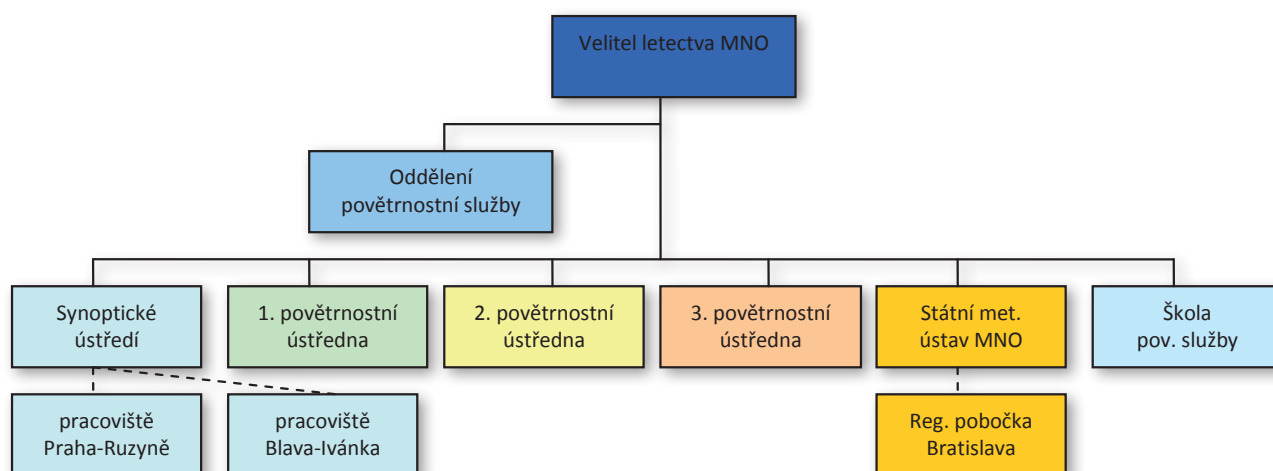 Velitel letectva MNO
Oddělení
povětrnostní služby
Synoptické
ústředí
1. povětrnostní
ústředna
2. povětrnostní
ústředna
3. povětrnostní
ústředna
Státní met.
ústav MNO
Škola
pov. služby
pracoviště
Praha-Ruzyně
pracoviště
Blava-Ivánka
Reg. pobočka
Bratislava